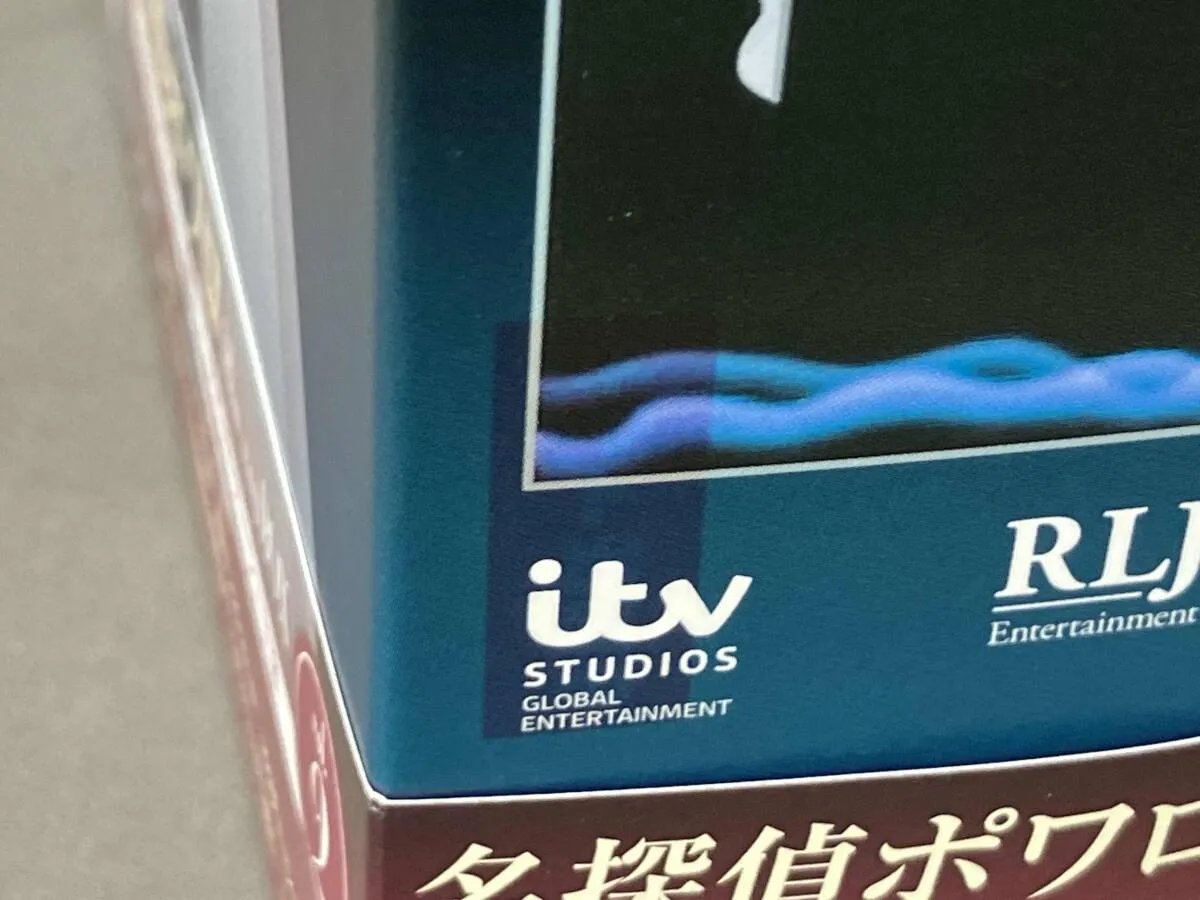 itv
STUDIOS
GLOBAL
ENTERTAINMENT
RLJ
Entertainment
名探偵ポワロ